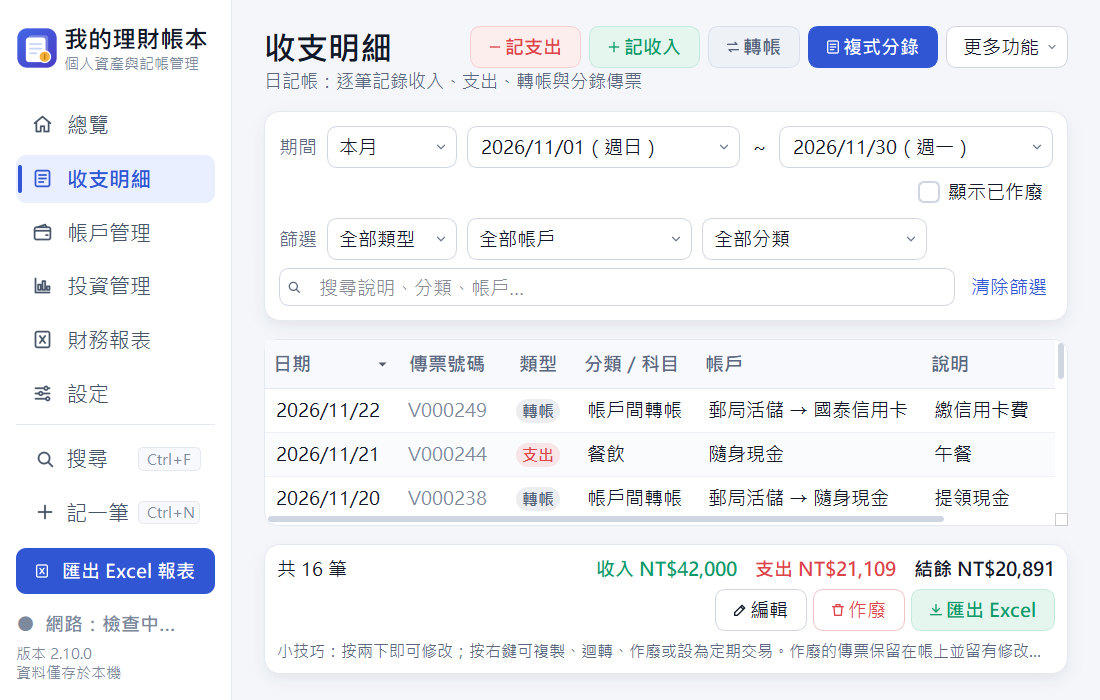 我的理財帳本
個人資產與記帳管理
總覽
收支明細
帳戶管理
投資管理
財務報表
設定
搜尋 Ctrl+F
記一筆 Ctrl+N
匯出 Excel 報表
網路：檢查中...
版本 2.10.0
資料僅存於本機
收支明細
記支出 記收入 轉帳 複式分錄 更多功能
日記帳：逐筆記錄收入、支出、轉帳與分錄傳票
期間 本月 2026/11/01 ( 週日 ) ~ 2026/11/30 ( 週一 )
顯示已作廢
篩選 全部類型 全部帳戶 全部分類
搜尋說明、分類、帳戶... 清除篩選
日期 傳票號碼 類型 分類 / 科目 帳戶 說明
2026/11/22 V000249 轉帳 帳戶間轉帳 郵局活儲 → 國泰信用卡 繳信用卡費
2026/11/21 V000244 支出 餐飲 隨身現金 午餐
2026/11/20 V000238 轉帳 帳戶間轉帳 郵局活儲 → 隨身現金 提領現金
共 16 筆 收入 NT$42,000 支出 NT$21,109 結餘 NT$20,891
編輯 作廢 匯出 Excel
小技巧：按兩下即可修改；按右鍵可複製、迴轉、作廢或設為定期交易。作廢的傳票保留在帳上並留有修改...